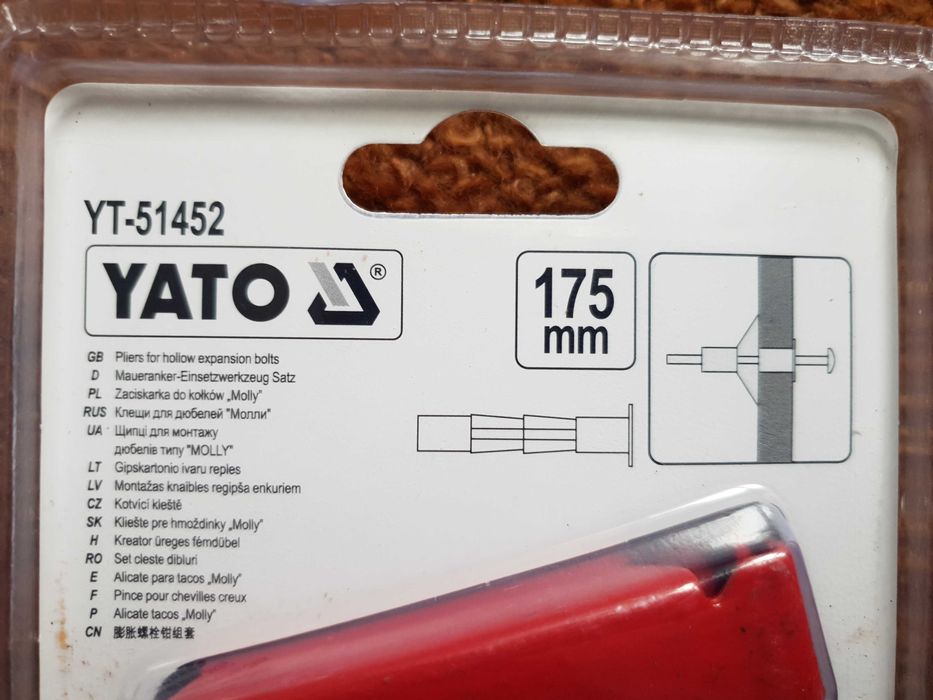 YT-51452
YATO ®
175
mm
GB Pliers for hollow expansion bolts
D Maueranker-Einsetzwerkzeug Satz
PL Zaciskarka do kołków „Molly”
RUS Клещи для дюбелей "Молли"
UA Щипці для монтажу
дюбелів типу "MOLLY"
LT Gipskartonio ivaru reples
LV Montažas knaibles regipša enkuriem
CZ Kotvicí kleště
SK Kliešte pre hmoždinky „Molly”
H Kreator üreges fémdübel
RO Set cleste dibluri
E Alicate para tacos „Molly”
F Pince pour chevilles creux
P Alicate tacos „Molly”
CN 膨胀螺栓钳组套